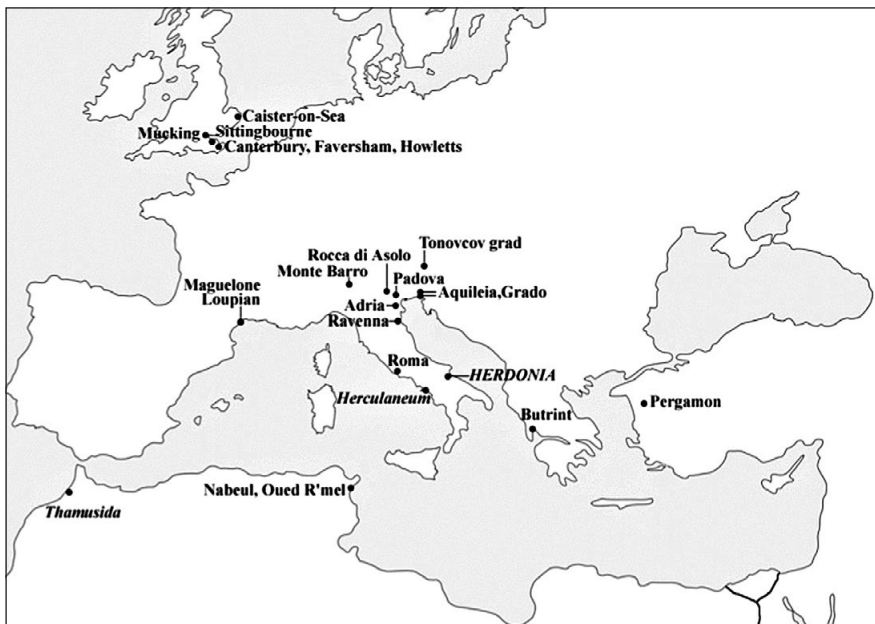 Caister-on-Sea
Mucking
Sittingbourne
Canterbury, Faversham, Howletts
Tonovcov grad
Rocca di Asolo
Monte Barro
Padova
Maguelone
Loupian
Aquileia,Grado
Adria
Ravenna
Roma
HERDONIA
Herculaneum
Butrint
Pergamon
Nabeul, Oued R'mel
Thamusida